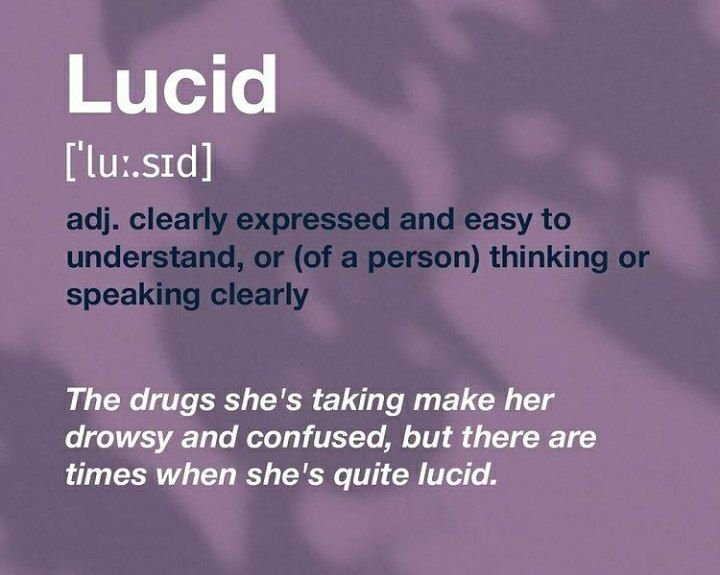 Lucid
[ˈluː.sɪd]
adj. clearly expressed and easy to
understand, or (of a person) thinking or
speaking clearly
The drugs she's taking make her
drowsy and confused, but there are
times when she's quite lucid.